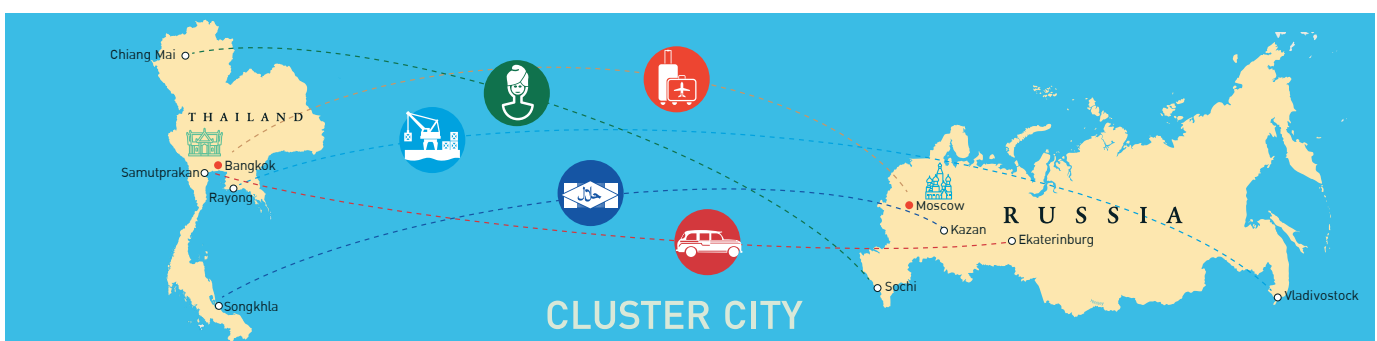 Chiang Mai
THAILAND
Bangkok
Samutprakan
Rayong
Songkhla
حلال
Moscow
RUSSIA
Kazan
Ekaterinburg
Sochi
Vladivostock
CLUSTER CITY